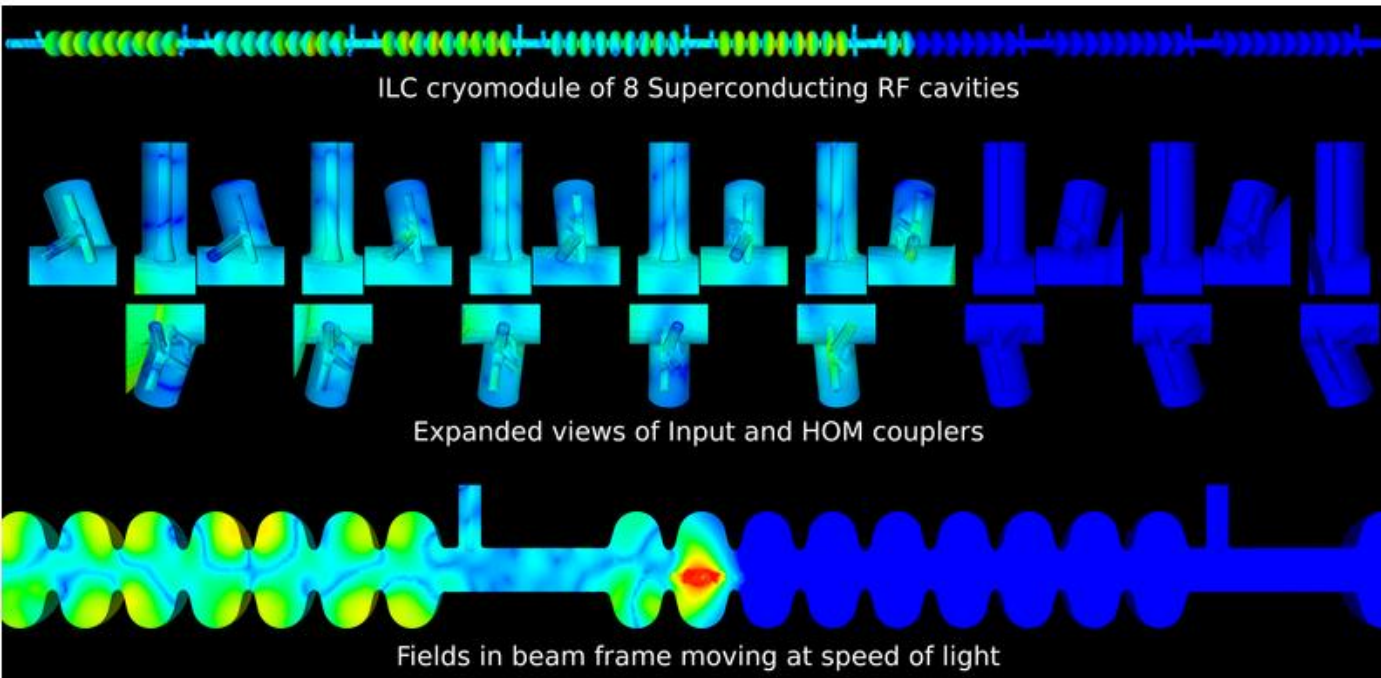 ILC cryomodule of 8 Superconducting RF cavities
Expanded views of Input and HOM couplers
Fields in beam frame moving at speed of light